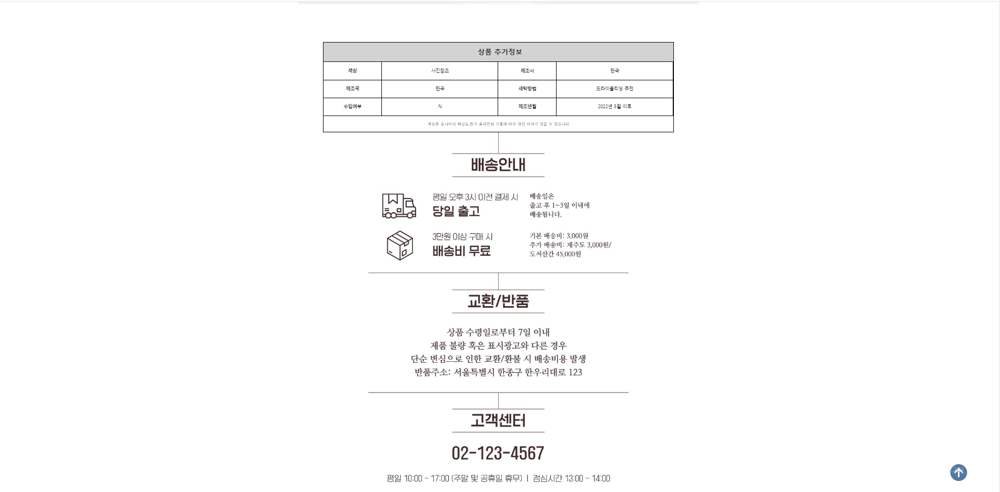 상품 추가정보
색상 사진참조 제조사 한국
제조국 한국 세탁방법 드라이클리닝 추천
수입여부 N 제조년월 2022년 5월 이후
색상은 모니터의 해상도,밝기 휴대전화 기종에 따라 약간 차이가 있을 수 있습니다
배송안내
평일 오후 3시 이전 결제 시
당일 출고
배송일은
출고 후 1~3일 이내에
배송됩니다.
3만원 이상 구매 시
배송비 무료
기본 배송비: 3,000원
추가 배송비: 제주도 3,000원/
도서산간 45,000원
교환/반품
상품 수령일로부터 7일 이내
제품 불량 혹은 표시광고와 다른 경우
단순 변심으로 인한 교환/환불 시 배송비용 발생
반품주소: 서울특별시 한종구 한우리대로 123
고객센터
02-123-4567
평일 10:00 - 17:00 (주말 및 공휴일 휴무) | 점심시간 13:00 - 14:00